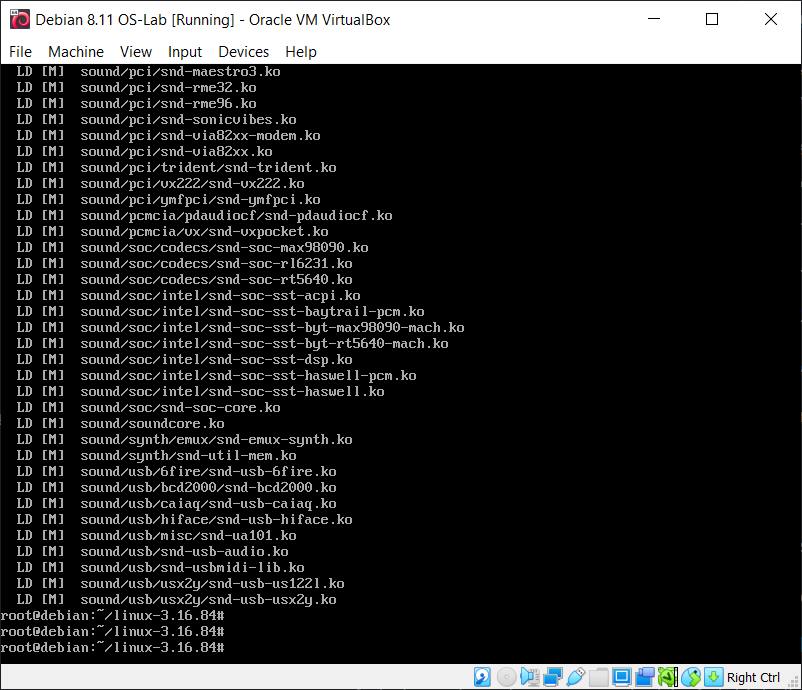 Debian 8.11 OS-Lab [Running] - Oracle VM VirtualBox
File Machine View Input Devices Help
LD [M] sound/pci/snd-maestro3.ko
LD [M] sound/pci/snd-rme32.ko
LD [M] sound/pci/snd-rme96.ko
LD [M] sound/pci/snd-sonicvibes.ko
LD [M] sound/pci/snd-via82xx-modem.ko
LD [M] sound/pci/snd-via82xx.ko
LD [M] sound/pci/trident/snd-trident.ko
LD [M] sound/pci/vx222/snd-vx222.ko
LD [M] sound/pci/ymfpci/snd-ymfpci.ko
LD [M] sound/pcmcia/pdaudiocf/snd-pdaudiocf.ko
LD [M] sound/pcmcia/vx/snd-vxpocket.ko
LD [M] sound/soc/codecs/snd-soc-max98090.ko
LD [M] sound/soc/codecs/snd-soc-rl6231.ko
LD [M] sound/soc/codecs/snd-soc-rt5640.ko
LD [M] sound/soc/intel/snd-soc-sst-acpi.ko
LD [M] sound/soc/intel/snd-soc-sst-baytrail-pcm.ko
LD [M] sound/soc/intel/snd-soc-sst-byt-max98090-mach.ko
LD [M] sound/soc/intel/snd-soc-sst-byt-rt5640-mach.ko
LD [M] sound/soc/intel/snd-soc-sst-dsp.ko
LD [M] sound/soc/intel/snd-soc-sst-haswell-pcm.ko
LD [M] sound/soc/intel/snd-soc-sst-haswell.ko
LD [M] sound/soc/snd-soc-core.ko
LD [M] sound/soundcore.ko
LD [M] sound/synth/emux/snd-emux-synth.ko
LD [M] sound/synth/snd-util-mem.ko
LD [M] sound/usb/6fire/snd-usb-6fire.ko
LD [M] sound/usb/bcd2000/snd-bcd2000.ko
LD [M] sound/usb/caiaq/snd-usb-caiaq.ko
LD [M] sound/usb/hiface/snd-usb-hiface.ko
LD [M] sound/usb/misc/snd-ua101.ko
LD [M] sound/usb/snd-usb-audio.ko
LD [M] sound/usb/snd-usbmidi-lib.ko
LD [M] sound/usb/usx2y/snd-usb-us122l.ko
LD [M] sound/usb/usx2y/snd-usb-usx2y.ko
root@debian:~/linux-3.16.84#
root@debian:~/linux-3.16.84#
root@debian:~/linux-3.16.84#
Right Ctrl